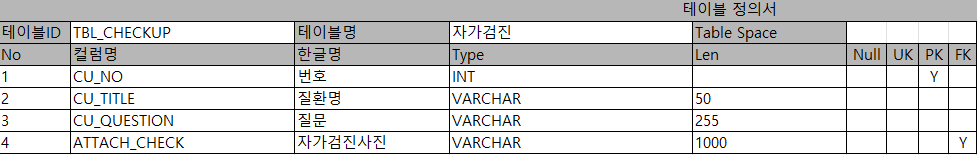 테이블 정의서
테이블ID TBL_CHECKUP 테이블명 자가검진 Table Space
No 컬럼명 한글명 Type Len Null UK PK FK
1 CU_NO 번호 INT Y
2 CU_TITLE 질환명 VARCHAR 50
3 CU_QUESTION 질문 VARCHAR 255
4 ATTACH_CHECK 자가검진사진 VARCHAR 1000 Y